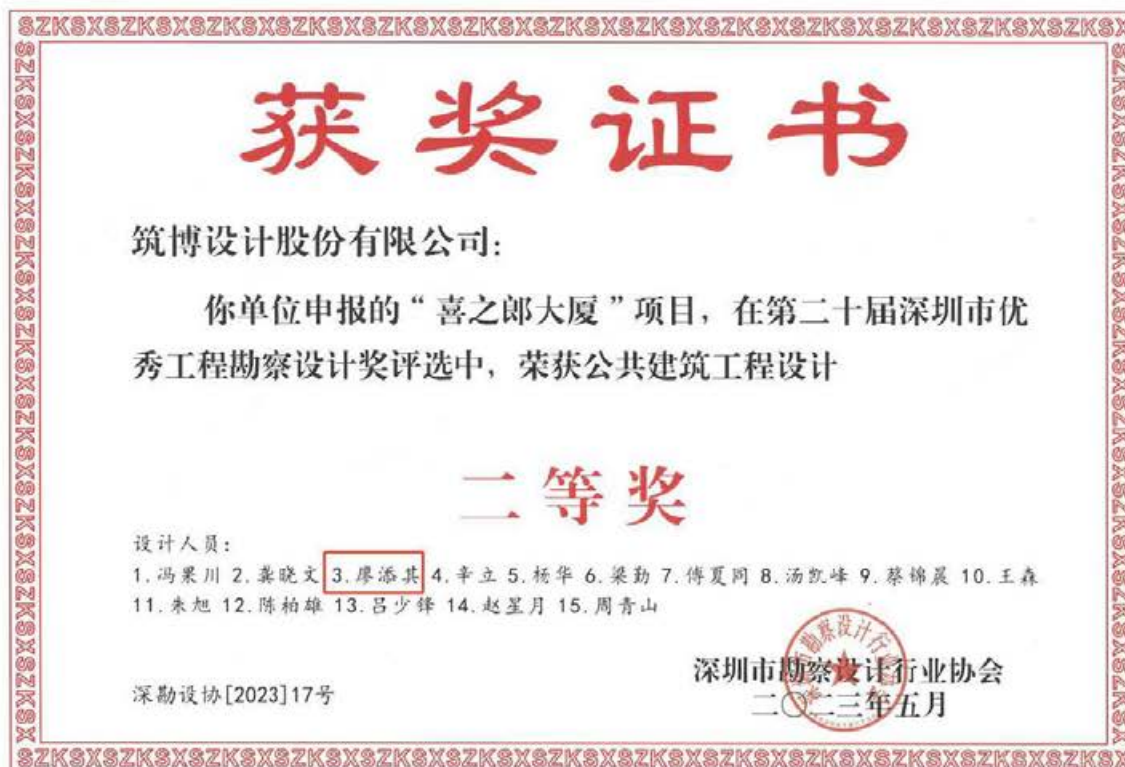 获奖证书
筑博设计股份有限公司:
你单位申报的“喜之郎大厦”项目，在第二十届深圳市优
秀工程勘察设计奖评选中，荣获公共建筑工程设计
二等奖
设计人员:
1.冯果川 2.龚晓文 3.廖添其 4.辛立 5.杨华 6.梁勤 7.傅夏同 8.汤凯峰 9.蔡锦晨 10.王森
11.朱旭 12.陈柏雄 13.吕少锋 14.赵星月 15.周青山
深圳市勘察设计行业协会
深勘设协[2023]17号
二〇二三年五月